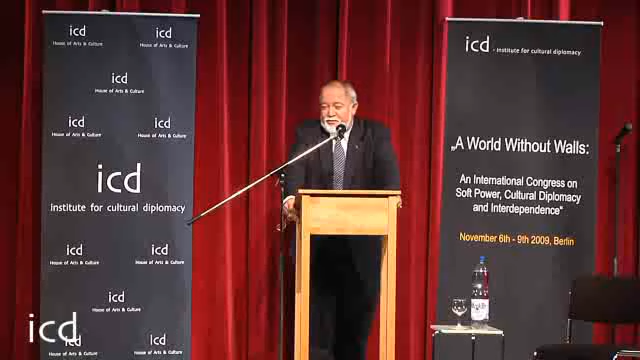 icd
House of Arts & Culture
icd
House of Arts & Culture
icd
House of Arts & Culture
icd
House of Arts & Culture
icd
House of Arts & Culture
icd
institute for cultural diplomacy
icd
House of Arts & Culture
icd
House of Arts & Culture
icd
House of Arts & Culture
icd
House of Arts & Culture
icd
House of Arts & Culture
icd
icd - institute for cultural diplomacy
„A World Without Walls:
An International Congress on
Soft Power, Cultural Diplomacy
and Interdependence“
November 6th - 9th 2009, Berlin